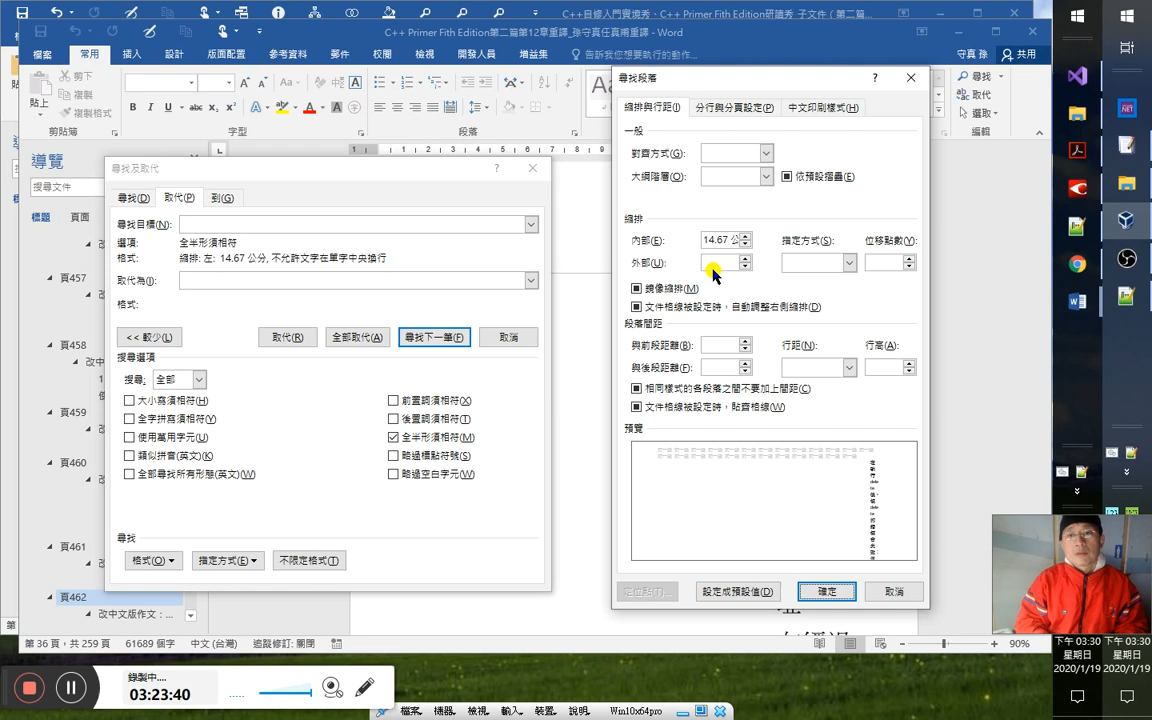 C++自修入門實境秀、C++ Primer Fith Edition研讀秀 子文件（第二篇...
C++ Primer Fith Edition第二篇第12章重譯_孫守真任真甫重譯 - Word
檔案 常用 插入 設計 版面配置 參考資料 郵件 校閱 檢視 開發人員 增益集 告訴我您想要執行的動作... 守真 孫 共用
貼上 剪下 複製 複製格式
剪貼簿 字型 段落 編輯
尋找 取代 選取
導覽
搜尋文件
標題 頁面
頁457
頁458
改中
頁459
頁460
頁461
頁462
改中文版作文：...
尋找及取代 ?
尋找(D) 取代(P) 到(G)
尋找目標(N):
選項: 全半形須相符
格式: 縮排: 左: 14.67 公分, 不允許文字在單字中央換行
取代為(I):
格式:
<< 較少(L) 取代(R) 全部取代(A) 尋找下一筆(F) 取消
搜尋選項
搜尋: 全部
大小寫須相符(H) 前置詞須相符(X)
全字拼寫須相符(Y) 後置詞須相符(T)
使用萬用字元(U) 全半形須相符(M)
類似拼音(英文)(K) 略過標點符號(S)
全部尋找所有形態(英文)(W) 略過空白字元(W)
尋找
格式(O) 指定方式(E) 不限定格式(T)
尋找段落 ?
縮排與行距(I) 分行與分頁設定(P) 中文印刷樣式(H)
一般
對齊方式(G):
大綱階層(O): 依預設摺疊(E)
縮排
內部(E): 14.67 公 指定方式(S): 位移點數(Y):
外部(U):
鏡像縮排(M)
文件格線被設定時，自動調整右側縮排(D)
段落間距
與前段距離(B): 行距(N): 行高(A):
與後段距離(F):
相同樣式的各段落之間不要加上間距(C)
文件格線被設定時，貼齊格線(W)
預覽
定位點(T)... 設定成預設值(D) 確定 取消
第 36 頁，共 259 頁 61689 個字 中文 (台灣) 追蹤修訂: 關閉 90%
錄製中....
03:23:40
檔案 機器 檢視 輸入 裝置 說明 Win10x64pro
下午 03:30 下午 03:30
星期日 星期日
2020/1/19 2020/1/19